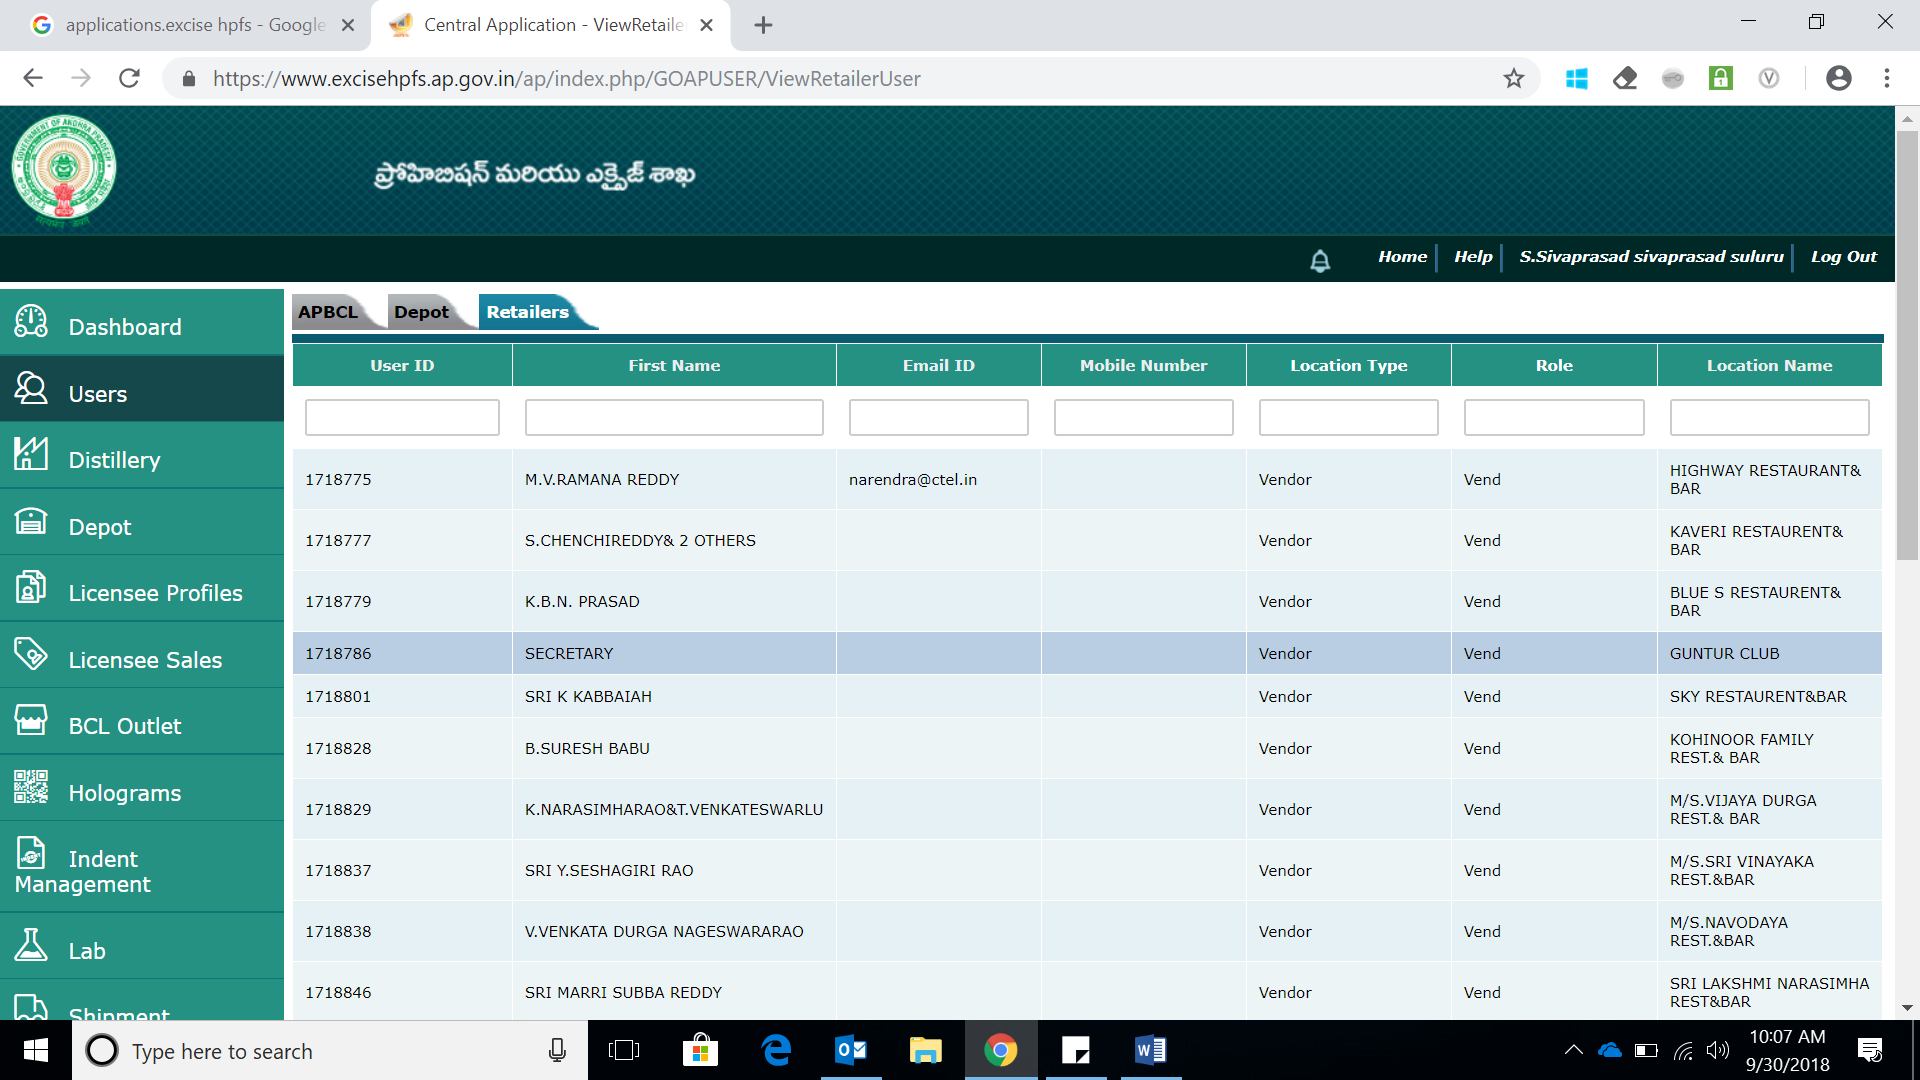 applications.excise hpfs - Google
Central Application - ViewRetaile
https://www.excisehpfs.ap.gov.in/ap/index.php/GOAPUSER/ViewRetailerUser
GOVERNMENT OF ANDHRA PRADESH
ప్రోహిబిషన్ మరియు ఎక్సైజ్ శాఖ
Home Help S.Sivaprasad sivaprasad suluru Log Out
Dashboard
Users
Distillery
Depot
Licensee Profiles
Licensee Sales
BCL Outlet
Holograms
Indent
Management
Lab
Shipment
APBCL Depot Retailers
User ID First Name Email ID Mobile Number Location Type Role Location Name
1718775 M.V.RAMANA REDDY narendra@ctel.in Vendor Vend HIGHWAY RESTAURANT&
BAR
1718777 S.CHENCHIREDDY& 2 OTHERS Vendor Vend KAVERI RESTAURENT&
BAR
1718779 K.B.N. PRASAD Vendor Vend BLUE S RESTAURENT&
BAR
1718786 SECRETARY Vendor Vend GUNTUR CLUB
1718801 SRI K KABBAIAH Vendor Vend SKY RESTAURENT&BAR
1718828 B.SURESH BABU Vendor Vend KOHINOOR FAMILY
REST.& BAR
1718829 K.NARASIMHARAO&T.VENKATESWARLU Vendor Vend M/S.VIJAYA DURGA
REST.& BAR
1718837 SRI Y.SESHAGIRI RAO Vendor Vend M/S.SRI VINAYAKA
REST.&BAR
1718838 V.VENKATA DURGA NAGESWARARAO Vendor Vend M/S.NAVODAYA
REST.&BAR
1718846 SRI MARRI SUBBA REDDY Vendor Vend SRI LAKSHMI NARASIMHA
REST&BAR
Type here to search
10:07 AM
9/30/2018